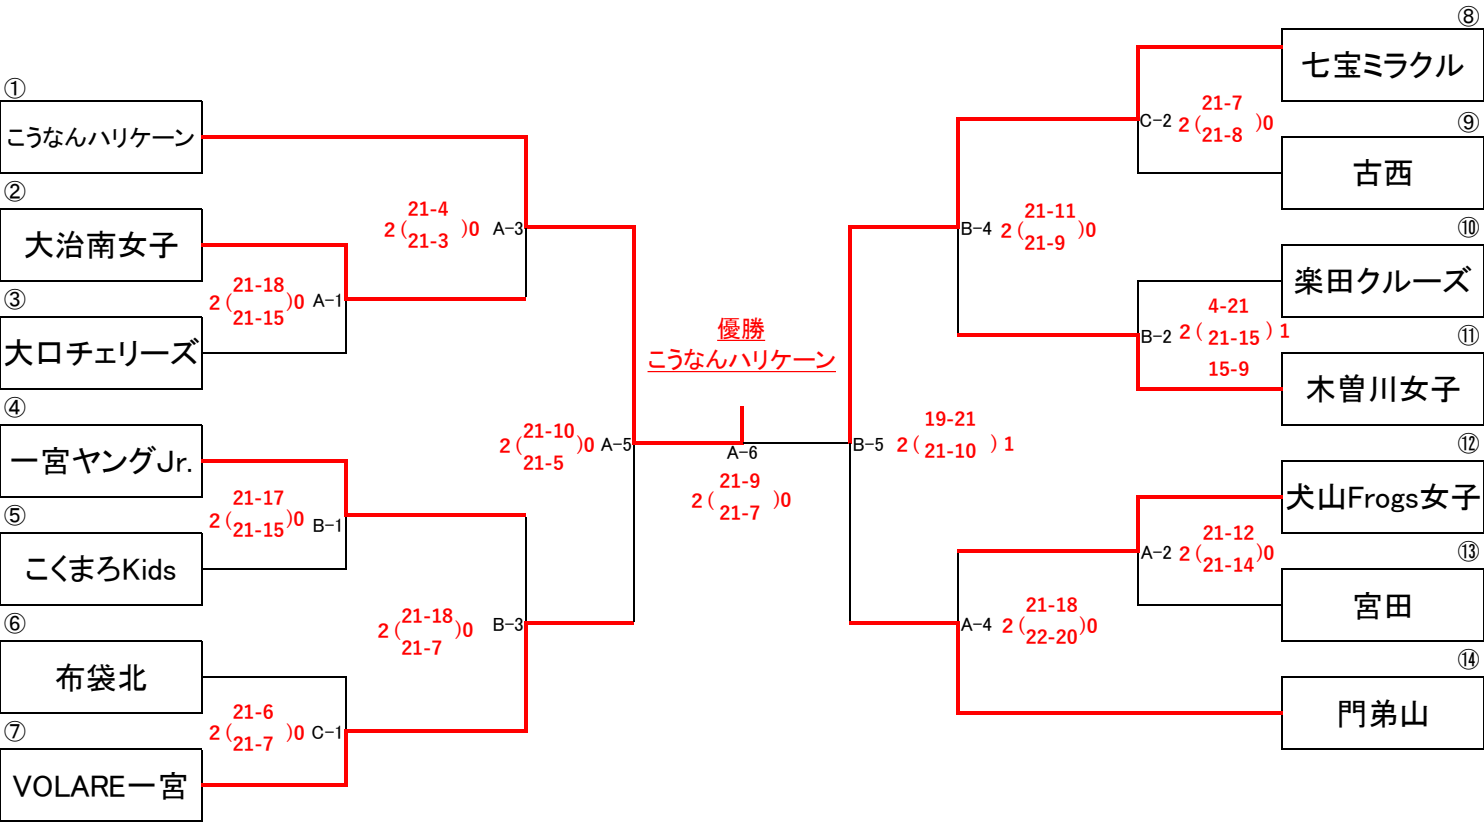 ①
こうなんハリケーン
②
大治南女子
③
大口チェリーズ
④
一宮ヤングJr.
⑤
こくまろKids
⑥
布袋北
⑦
VOLARE一宮
21-18
2 ( )0 A-1
21-15
21-17
2 ( )0 B-1
21-15
21-6
2 ( )0 C-1
21-7
21-4
2 ( )0 A-3
21-3
21-18
2 ( )0 B-3
21-7
21-10
2 ( )0 A-5
21-5
優勝
こうなんハリケーン
A-6
21-9
2 ( )0
21-7
19-21
B-5 2 ( 21-10 ) 1
21-11
B-4 2 ( )0
21-9
21-18
A-4 2 ( )0
22-20
21-7
C-2 2 ( )0
21-8
4-21
B-2 2 ( 21-15 ) 1
15-9
21-12
A-2 2 ( )0
21-14
⑧
七宝ミラクル
⑨
古西
⑩
楽田クルーズ
⑪
木曽川女子
⑫
犬山Frogs女子
⑬
宮田
⑭
門弟山